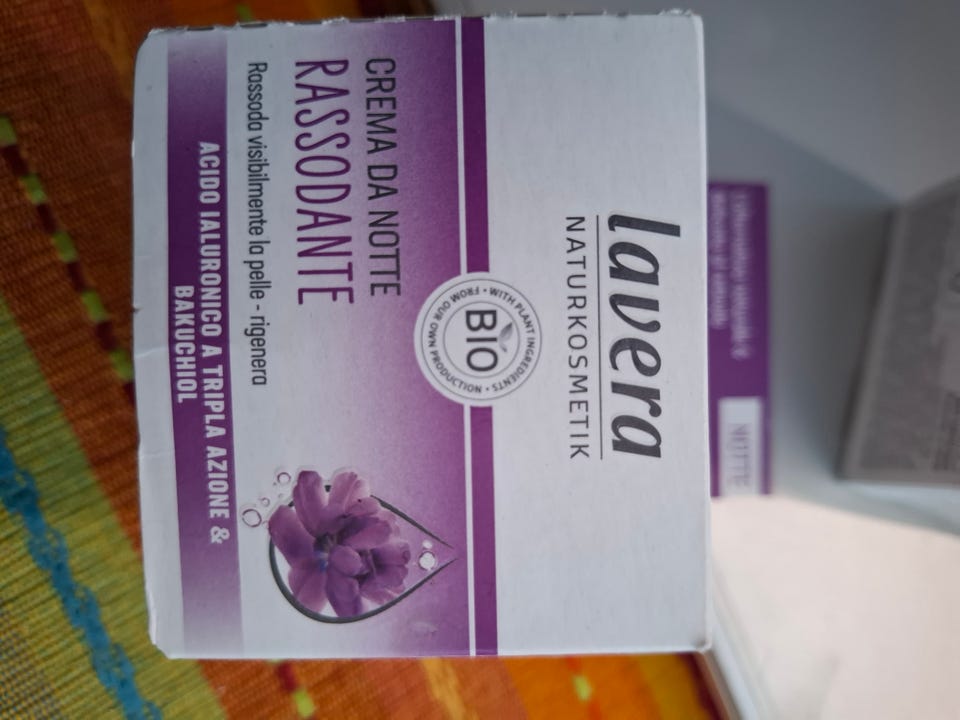 lavera
NATURKOSMETIK
BIO
WITH PLANT INGREDIENTS • FROM OUR OWN PRODUCTION •
CREMA DA NOTTE
RASSODANTE
Rassoda visibilmente la pelle - rigenera
ACIDO IALURONICO A TRIPLA AZIONE &
BAKUCHIOL
NOTTE